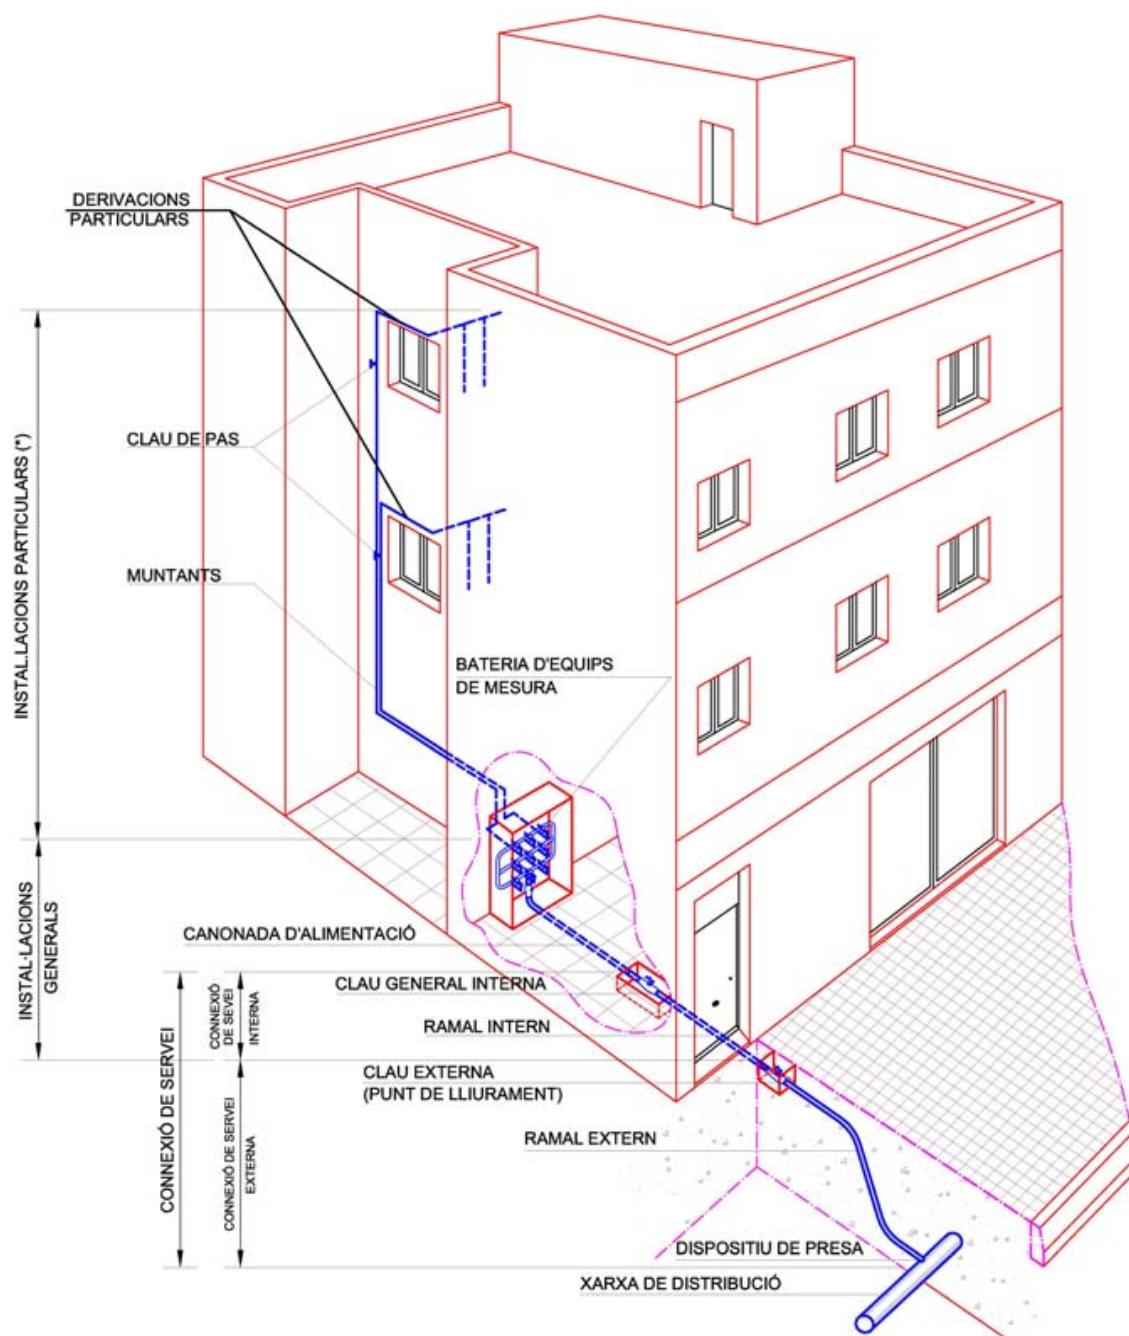 DERIVACIONS
PARTICULARS
CLAU DE PAS
MUNTANTS
BATERIA D'EQUIPS
DE MESURA
INSTAL.LACIONS PARTICULARS (*)
INSTAL·LACIONS
GENERALS
CANONADA D'ALIMENTACIÓ
CLAU GENERAL INTERNA
RAMAL INTERN
CLAU EXTERNA
(PUNT DE LLIURAMENT)
RAMAL EXTERN
DISPOSITIU DE PRESA
XARXA DE DISTRIBUCIÓ
CONNEXIÓ DE SERVEI
CONNEXIÓ
DE SEVEI
INTERNA
CONNEXIÓ DE SERVEI
EXTERNA